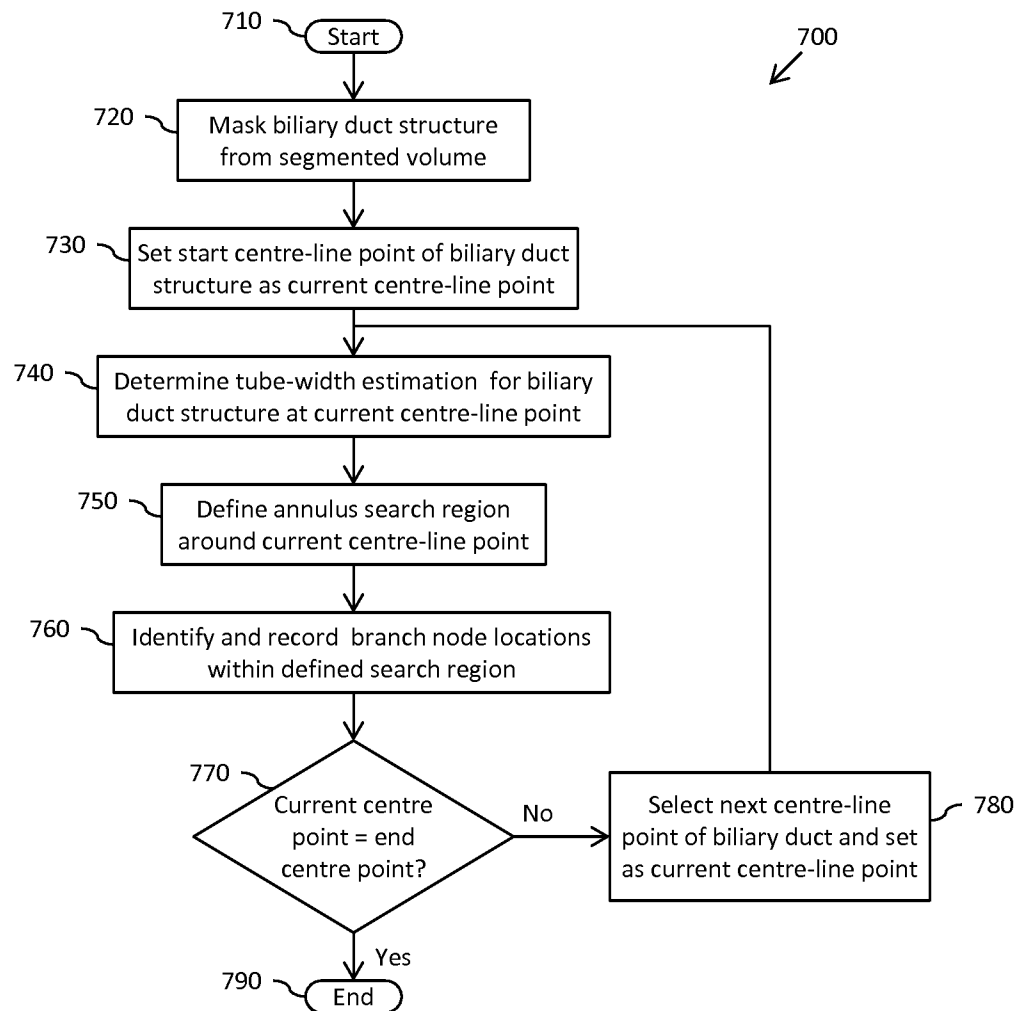 710
Start
700
720
Mask biliary duct structure
from segmented volume
730
Set start centre-line point of biliary duct
structure as current centre-line point
740
Determine tube-width estimation for biliary
duct structure at current centre-line point
750
Define annulus search region
around current centre-line point
760
Identify and record branch node locations
within defined search region
770
Current centre
point = end
centre point?
No
Select next centre-line
point of biliary duct and set
as current centre-line point
780
Yes
790
End